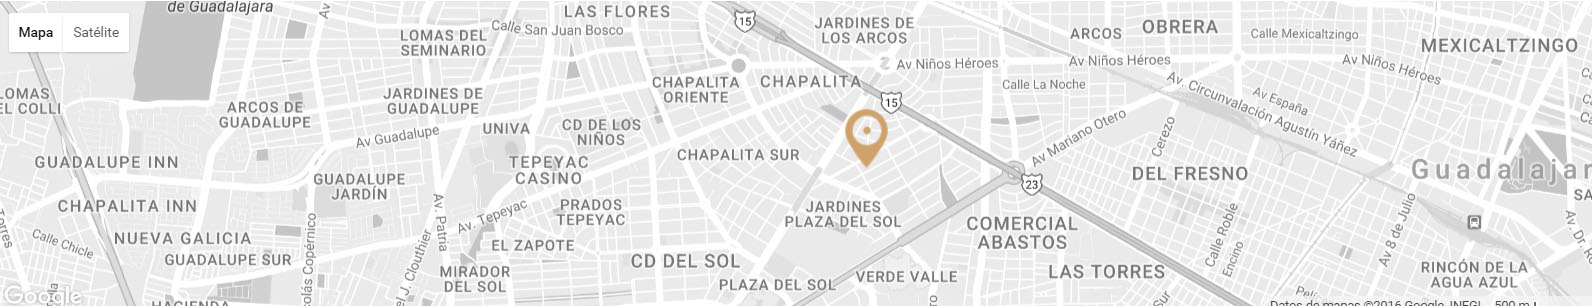 de Guadalajara
Mapa
Satélite
LAS FLORES
15
JARDINES DE
LOS ARCOS
Calle San Juan Bosco
LOMAS DEL
SEMINARIO
ARCOS
OBRERA
Calle Mexicaltzingo
MEXICALTZINGO
Av Niños Héroes
Av Niños Héroes
Av Niños Héroes
CHAPALITA
ORIENTE
CHAPALITA
Calle La Noche
LOMAS
EL COLLI
ARCOS DE
GUADALUPE
JARDINES DE
GUADALUPE
15
Av. Circunvalación Agustín Yáñez
Av España
Av Guadalupe
UNIVA
CD DE LOS
NIÑOS
Av Mariano Otero
Cerezo
GUADALUPE INN
TEPEYAC
CASINO
CHAPALITA SUR
GUADALUPE
JARDÍN
23
DEL FRESNO
Guadalajar
CHAPALITA INN
Av. Patria
Av. Tepeyac
PRADOS
TEPEYAC
JARDINES
PLAZA DEL SOL
COMERCIAL
ABASTOS
Calle Roble
Av 8 de Julio
SA
Torres
Calle Chicle
NUEVA GALICIA
GUADALUPE SUR
olás Copérnico
J. Clouthier
EL ZAPOTE
MIRADOR
DEL SOL
CD DEL SOL
PLAZA DEL SOL
VERDE VALLE
LAS TORRES
Encino
RINCÓN DE LA
AGUA AZUL
Av. Dr. R
Google
HACIENDA
Datos de mapas ©2016 Google, INEGI
500 m